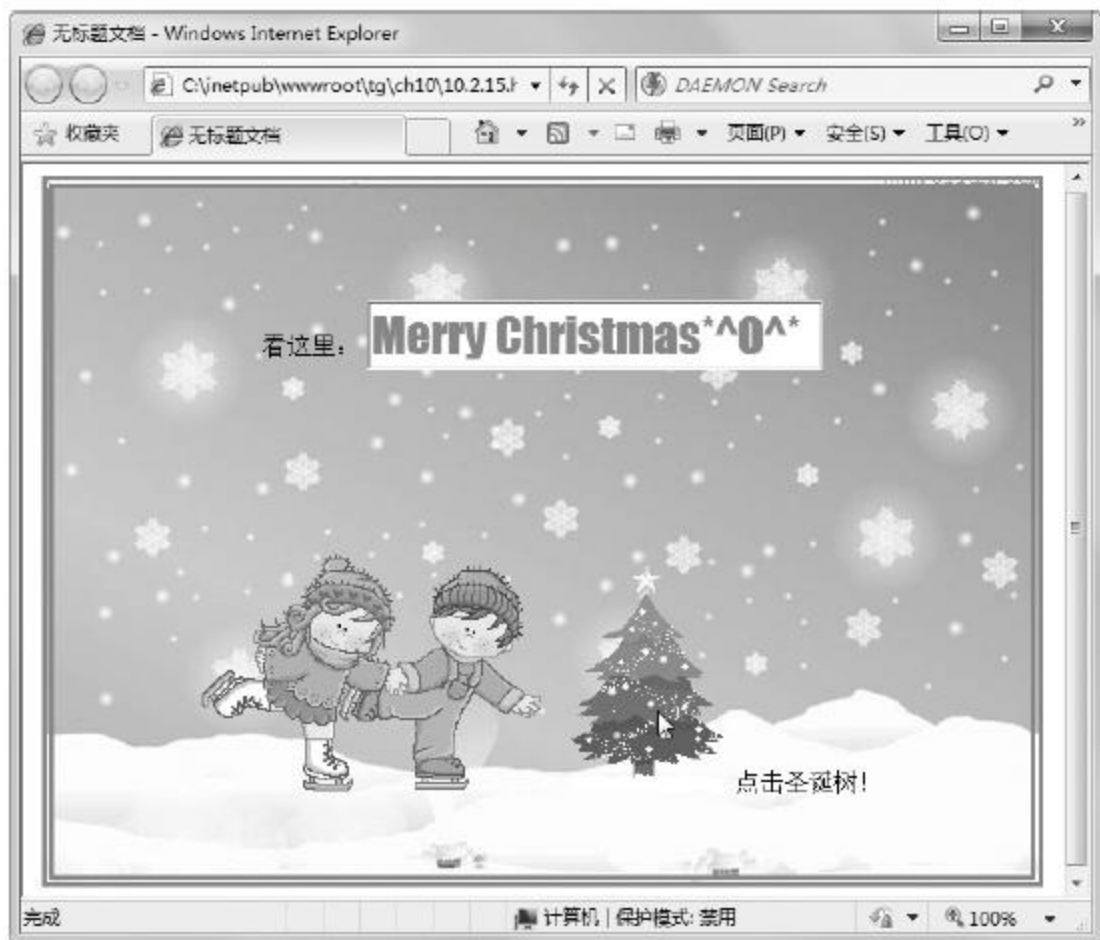 无标题文档 - Windows Internet Explorer
C:\inetpub\wwwroot\tg\ch10\10.2.15.h
DAEMON Search
收藏夹
无标题文档
页面(P)
安全(S)
工具(O)
»
看这里：
Merry Christmas*^O^*
点击圣诞树!
完成
计算机 | 保护模式: 禁用
100%